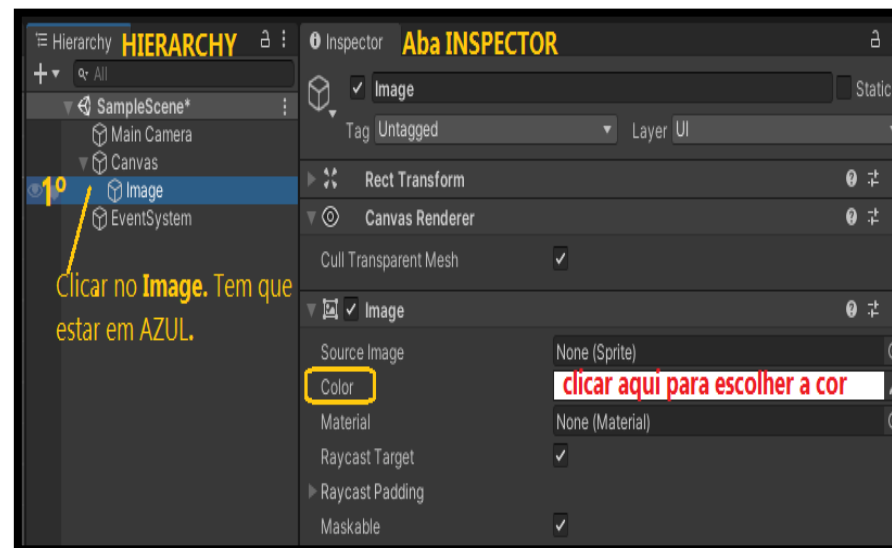 Hierarchy HIERARCHY
All
SampleScene*
Main Camera
Canvas
1º Image
EventSystem
Clicar no Image. Tem que
estar em AZUL.
Inspector Aba INSPECTOR
Image Static
Tag Untagged Layer UI
Rect Transform
Canvas Renderer
Cull Transparent Mesh
Image
Source Image None (Sprite)
Color clicar aqui para escolher a cor
Material None (Material)
Raycast Target
Raycast Padding
Maskable